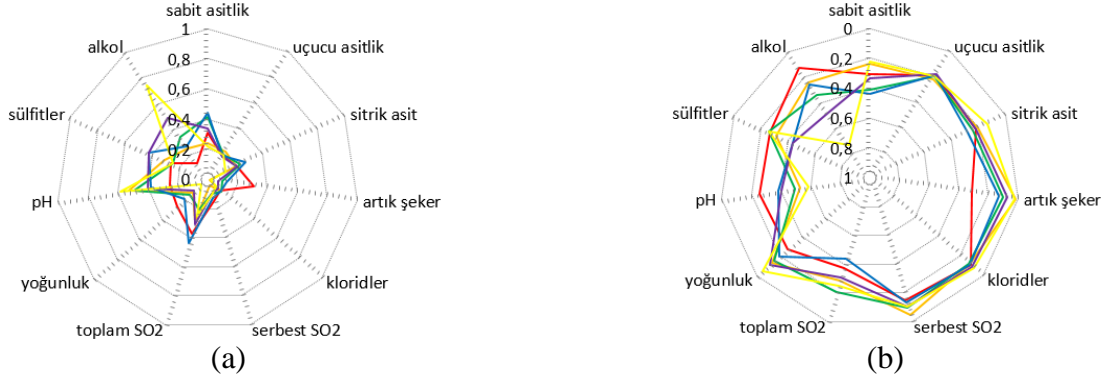 sabit asitlik
1
uçucu asitlik
0,8
0,6
sitrik asit
0,4
0,2
0
artık şeker
kloridler
serbest SO2
toplam SO2
yoğunluk
pH
sülfitler
alkol
(a)
sabit asitlik
0
uçucu asitlik
0,2
0,4
sitrik asit
0,6
0,8
1
artık şeker
kloridler
serbest SO2
toplam SO2
yoğunluk
pH
sülfitler
alkol
(b)